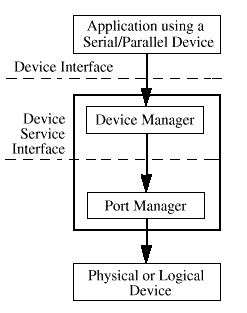 Application using a
Serial/Parallel Device
Device Interface
Device
Service
Interface
Device Manager
Port Manager
Physical or Logical
Device